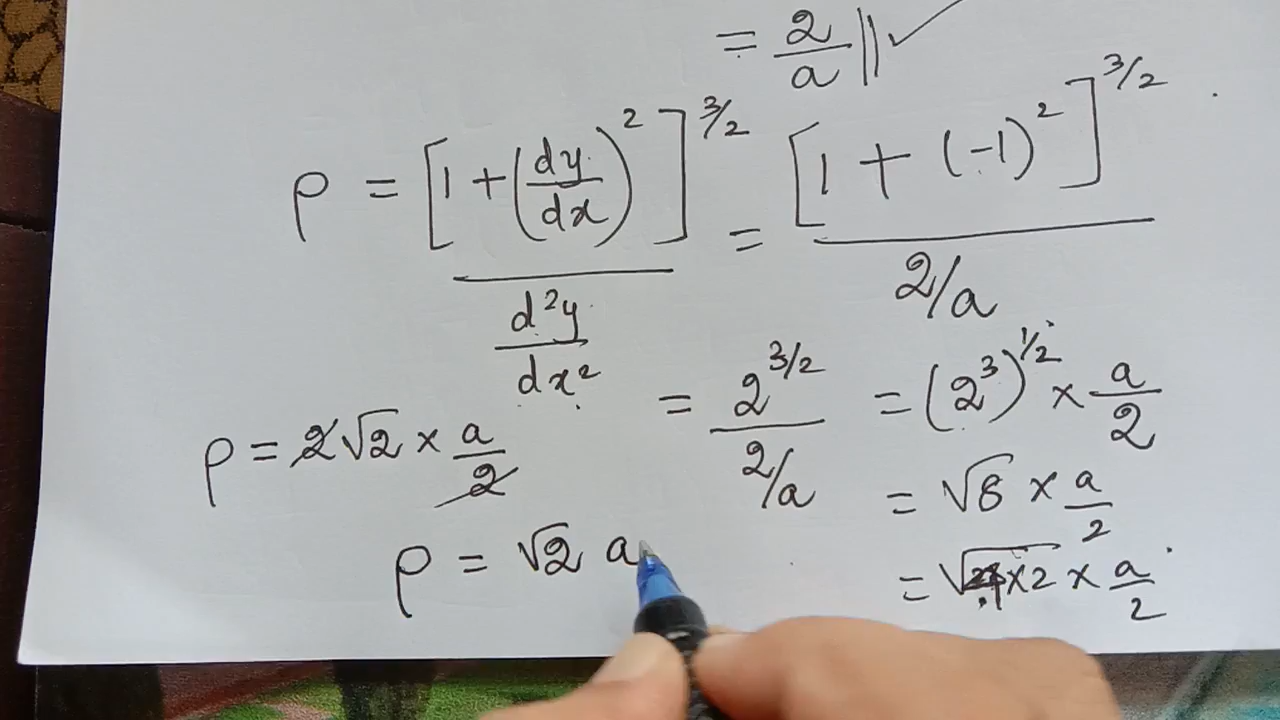 = 2/a ||✓
ρ = [1 + (dy/dx)²]^3/2 / d²y/dx² = [1 + (-1)²]^3/2 / 2/a
= 2^3/2 / 2/a = (2³)^1/2 × a/2
ρ = 2√2 × a/2
= √8 × a/2
ρ = √2 a
= √4×2 × a/2